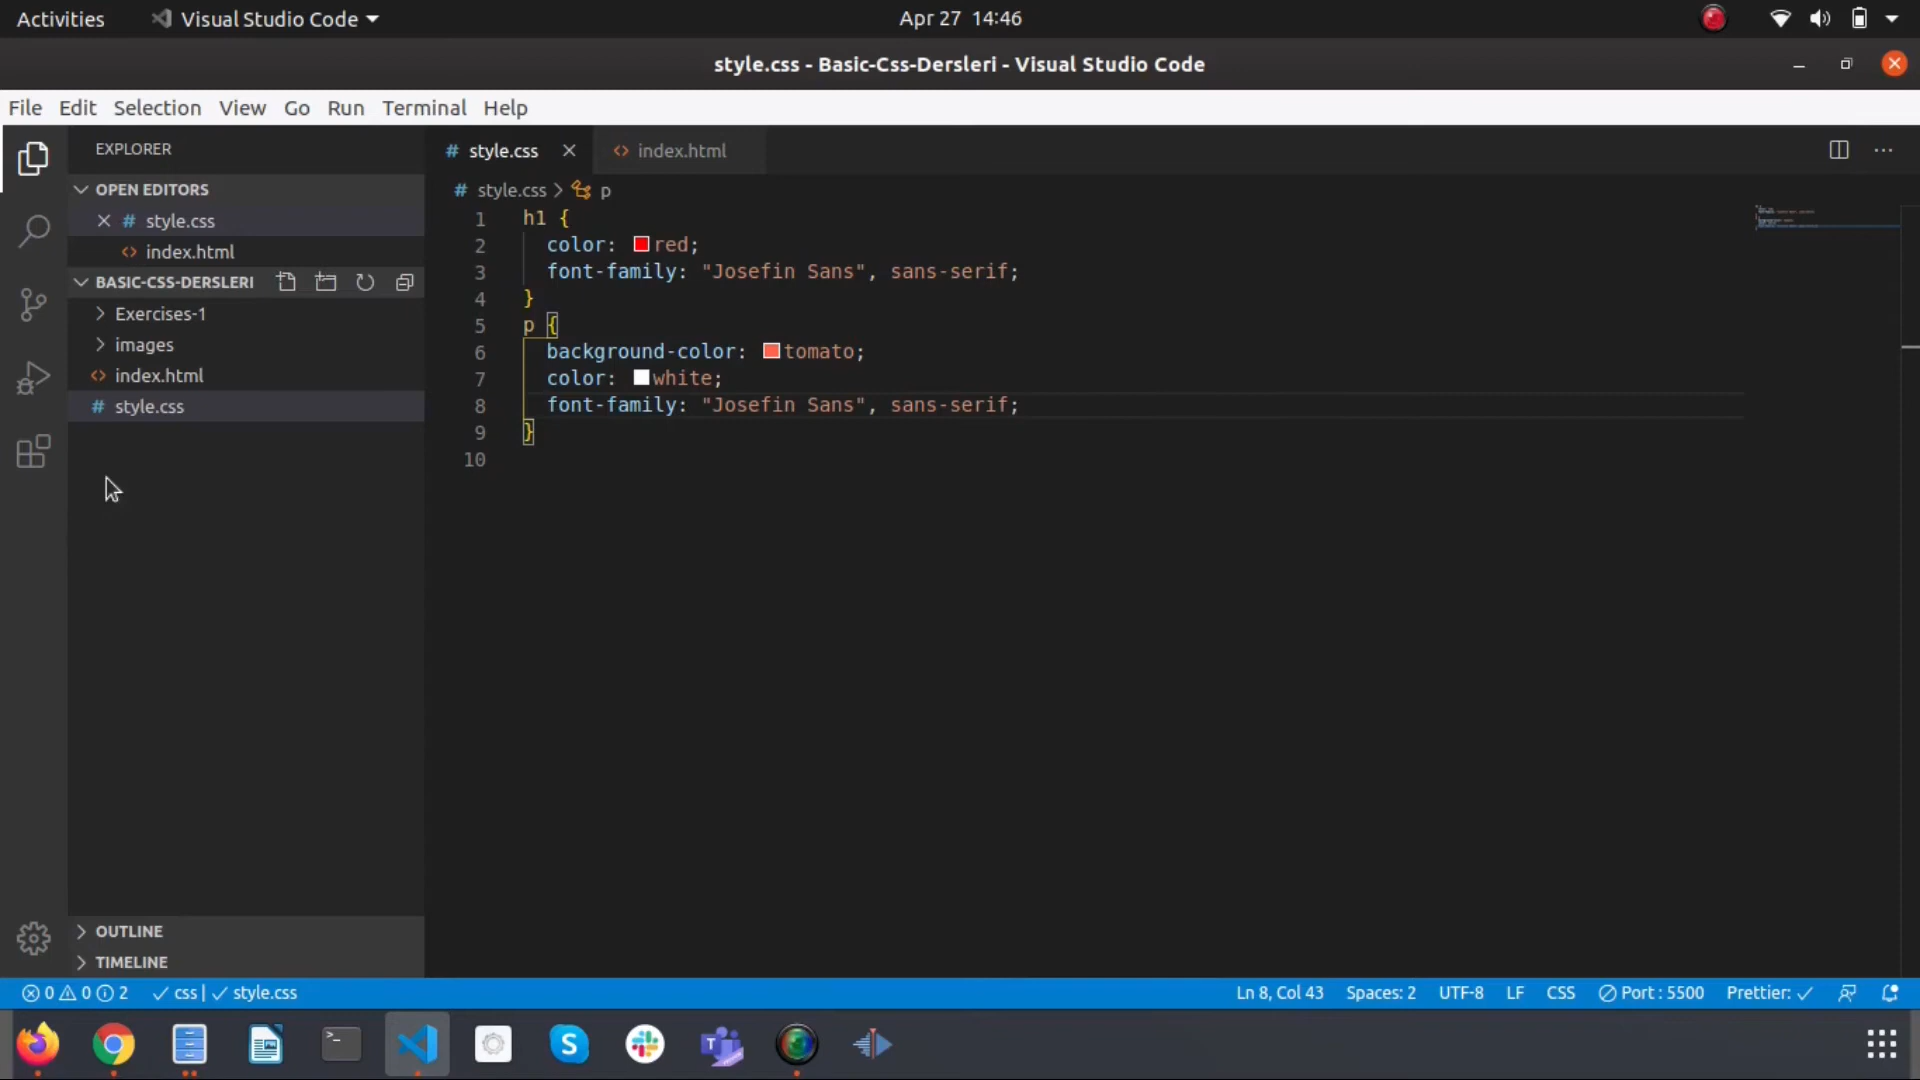 Activities Visual Studio Code Apr 27 14:46
style.css - Basic-Css-Dersleri - Visual Studio Code
File Edit Selection View Go Run Terminal Help
EXPLORER
OPEN EDITORS
# style.css
<> index.html
BASIC-CSS-DERSLERI
Exercises-1
images
<> index.html
# style.css
OUTLINE
TIMELINE
# style.css <> index.html
# style.css > p
1 h1 {
2 color: red;
3 font-family: "Josefin Sans", sans-serif;
4 }
5 p {
6 background-color: tomato;
7 color: white;
8 font-family: "Josefin Sans", sans-serif;
9 }
10
0 0 2 css | style.css Ln 8, Col 43 Spaces: 2 UTF-8 LF CSS Port : 5500 Prettier: